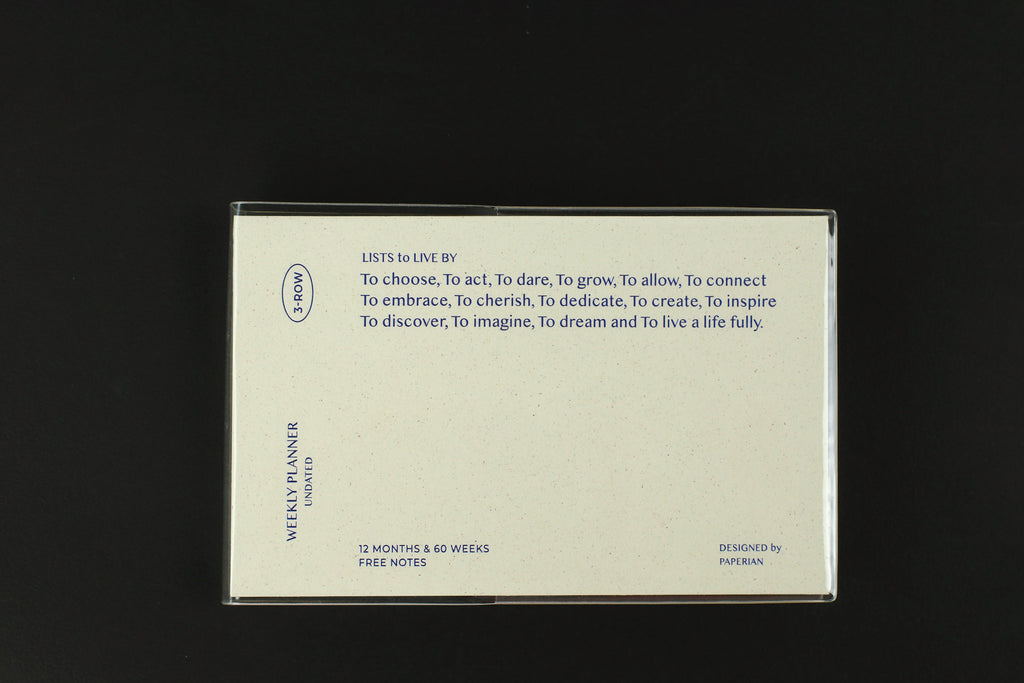 LISTS to LIVE BY
To choose, To act, To dare, To grow, To allow, To connect
To embrace, To cherish, To dedicate, To create, To inspire
To discover, To imagine, To dream and To live a life fully.
3-ROW
WEEKLY PLANNER
UNDATED
12 MONTHS & 60 WEEKS
FREE NOTES
DESIGNED by
PAPERIAN